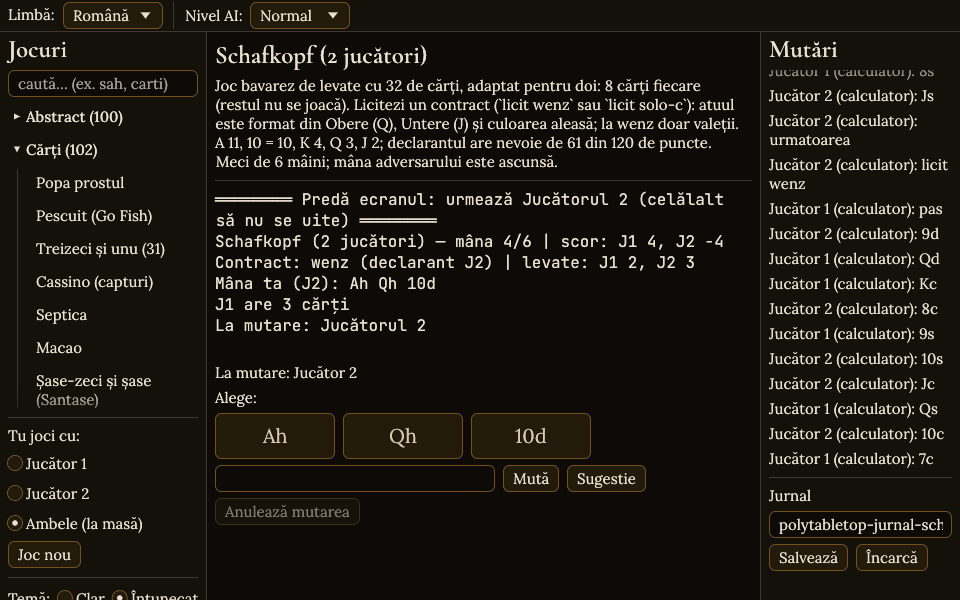 Limbă: Română ▼ Nivel AI: Normal ▼
Jocuri
caută... (ex. sah, carti)
▸ Abstract (100)
▾ Cărți (102)
Popa prostul
Pescuit (Go Fish)
Treizeci și unu (31)
Cassino (capturi)
Septica
Macao
Șase-zeci și șase
(Santase)
Tu joci cu:
Jucător 1
Jucător 2
Ambele (la masă)
Joc nou
Temă: Clar Întunecat
Schafkopf (2 jucători)
Joc bavarez de levate cu 32 de cărți, adaptat pentru doi: 8 cărți fiecare
(restul nu se joacă). Licitezi un contract (`licit wenz` sau `licit solo-c`): atuul
este format din Obere (Q), Untere (J) și culoarea aleasă; la wenz doar valeții.
A 11, 10 = 10, K 4, Q 3, J 2; declarantul are nevoie de 61 din 120 de puncte.
Meci de 6 mâini; mâna adversarului este ascunsă.
════════ Predă ecranul: urmează Jucătorul 2 (celălalt
să nu se uite) ════════
Schafkopf (2 jucători) — mâna 4/6 | scor: J1 4, J2 -4
Contract: wenz (declarant J2) | levate: J1 2, J2 3
Mâna ta (J2): Ah Qh 10d
J1 are 3 cărți
La mutare: Jucătorul 2
La mutare: Jucător 2
Alege:
Ah Qh 10d
Mută Sugestie
Anulează mutarea
Mutări
Jucător 1 (calculator): 8s
Jucător 2 (calculator): Js
Jucător 2 (calculator):
urmatoarea
Jucător 2 (calculator): licit
wenz
Jucător 1 (calculator): pas
Jucător 2 (calculator): 9d
Jucător 1 (calculator): Qd
Jucător 1 (calculator): Kc
Jucător 2 (calculator): 8c
Jucător 1 (calculator): 9s
Jucător 2 (calculator): 10s
Jucător 2 (calculator): Jc
Jucător 1 (calculator): Qs
Jucător 2 (calculator): 10c
Jucător 1 (calculator): 7c
Jurnal
polytabletop-jurnal-sch
Salvează Încarcă